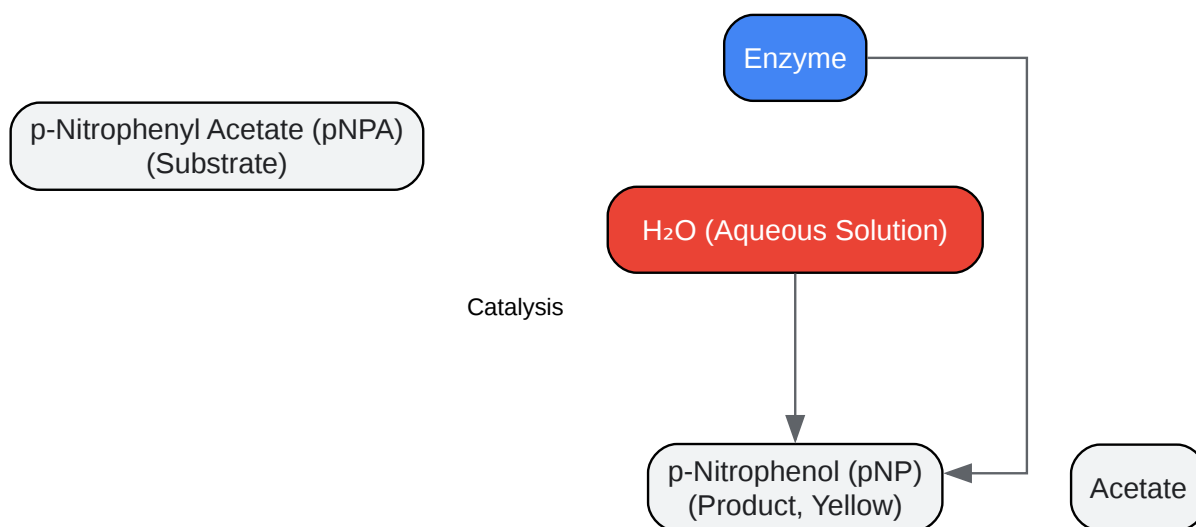 Enzyme
p-Nitrophenyl Acetate (pNPA)
(Substrate)
H₂O (Aqueous Solution)
Catalysis
p-Nitrophenol (pNP)
(Product, Yellow)
Acetate